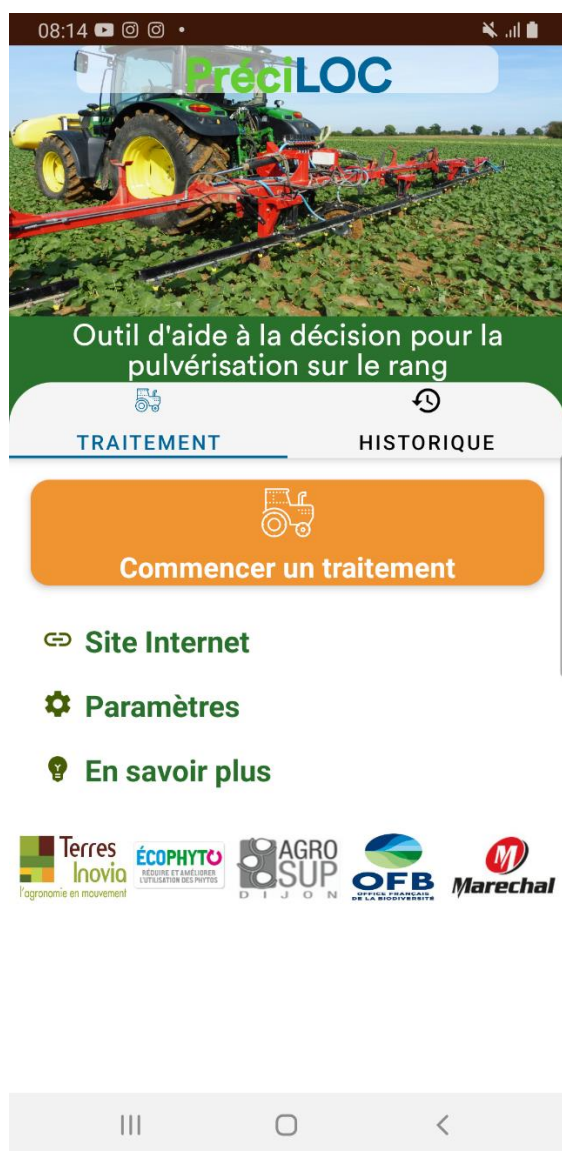 08:14
PréciLOC
Outil d'aide à la décision pour la
pulvérisation sur le rang
TRAITEMENT
HISTORIQUE
Commencer un traitement
Site Internet
Paramètres
En savoir plus
Terres
Inovia
l'agronomie en mouvement
ÉCOPHYTO
RÉDUIRE ET AMÉLIORER
L'UTILISATION DES PHYTOS
AGRO
SUP
DIJON
OFB
OFFICE FRANÇAIS
DE LA BIODIVERSITÉ
M
Marechal